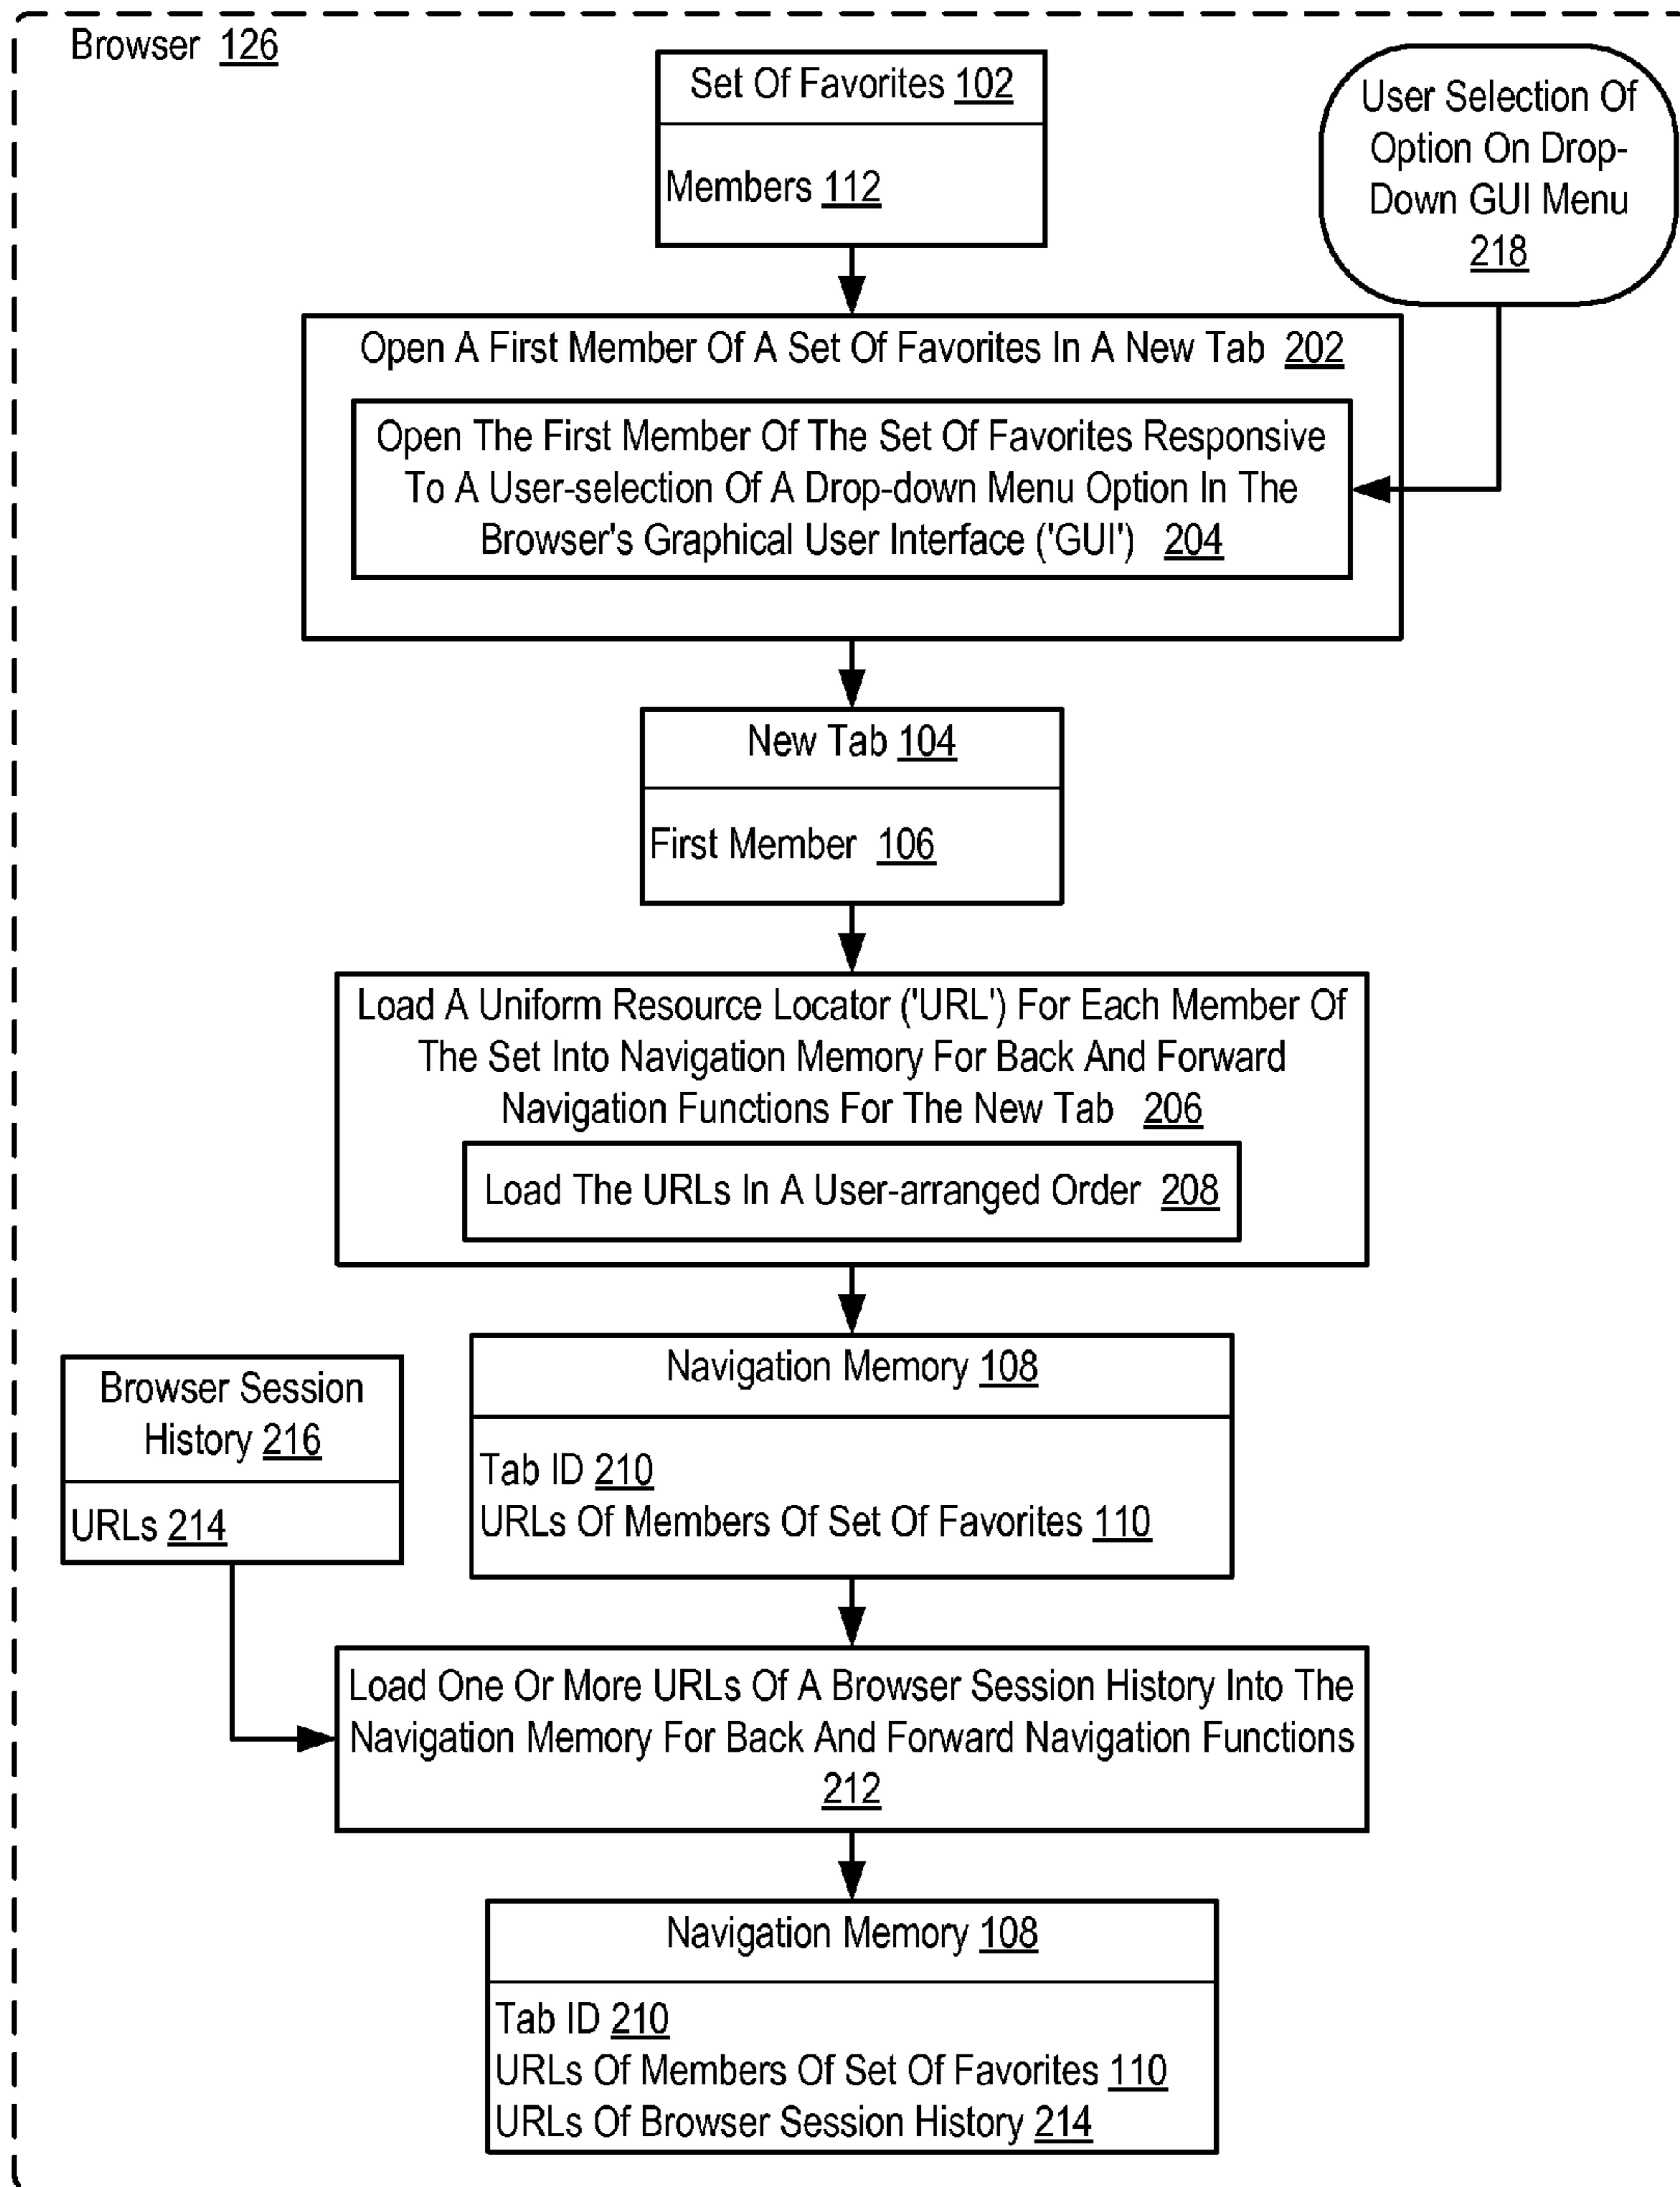 Browser 126
Set Of Favorites 102
Members 112
User Selection Of
Option On Drop-
Down GUI Menu
218
Open A First Member Of A Set Of Favorites In A New Tab 202
Open The First Member Of The Set Of Favorites Responsive
To A User-selection Of A Drop-down Menu Option In The
Browser's Graphical User Interface ('GUI') 204
New Tab 104
First Member 106
Load A Uniform Resource Locator ('URL') For Each Member Of
The Set Into Navigation Memory For Back And Forward
Navigation Functions For The New Tab 206
Load The URLs In A User-arranged Order 208
Browser Session
History 216
URLs 214
Navigation Memory 108
Tab ID 210
URLs Of Members Of Set Of Favorites 110
Load One Or More URLs Of A Browser Session History Into The
Navigation Memory For Back And Forward Navigation Functions
212
Navigation Memory 108
Tab ID 210
URLs Of Members Of Set Of Favorites 110
URLs Of Browser Session History 214